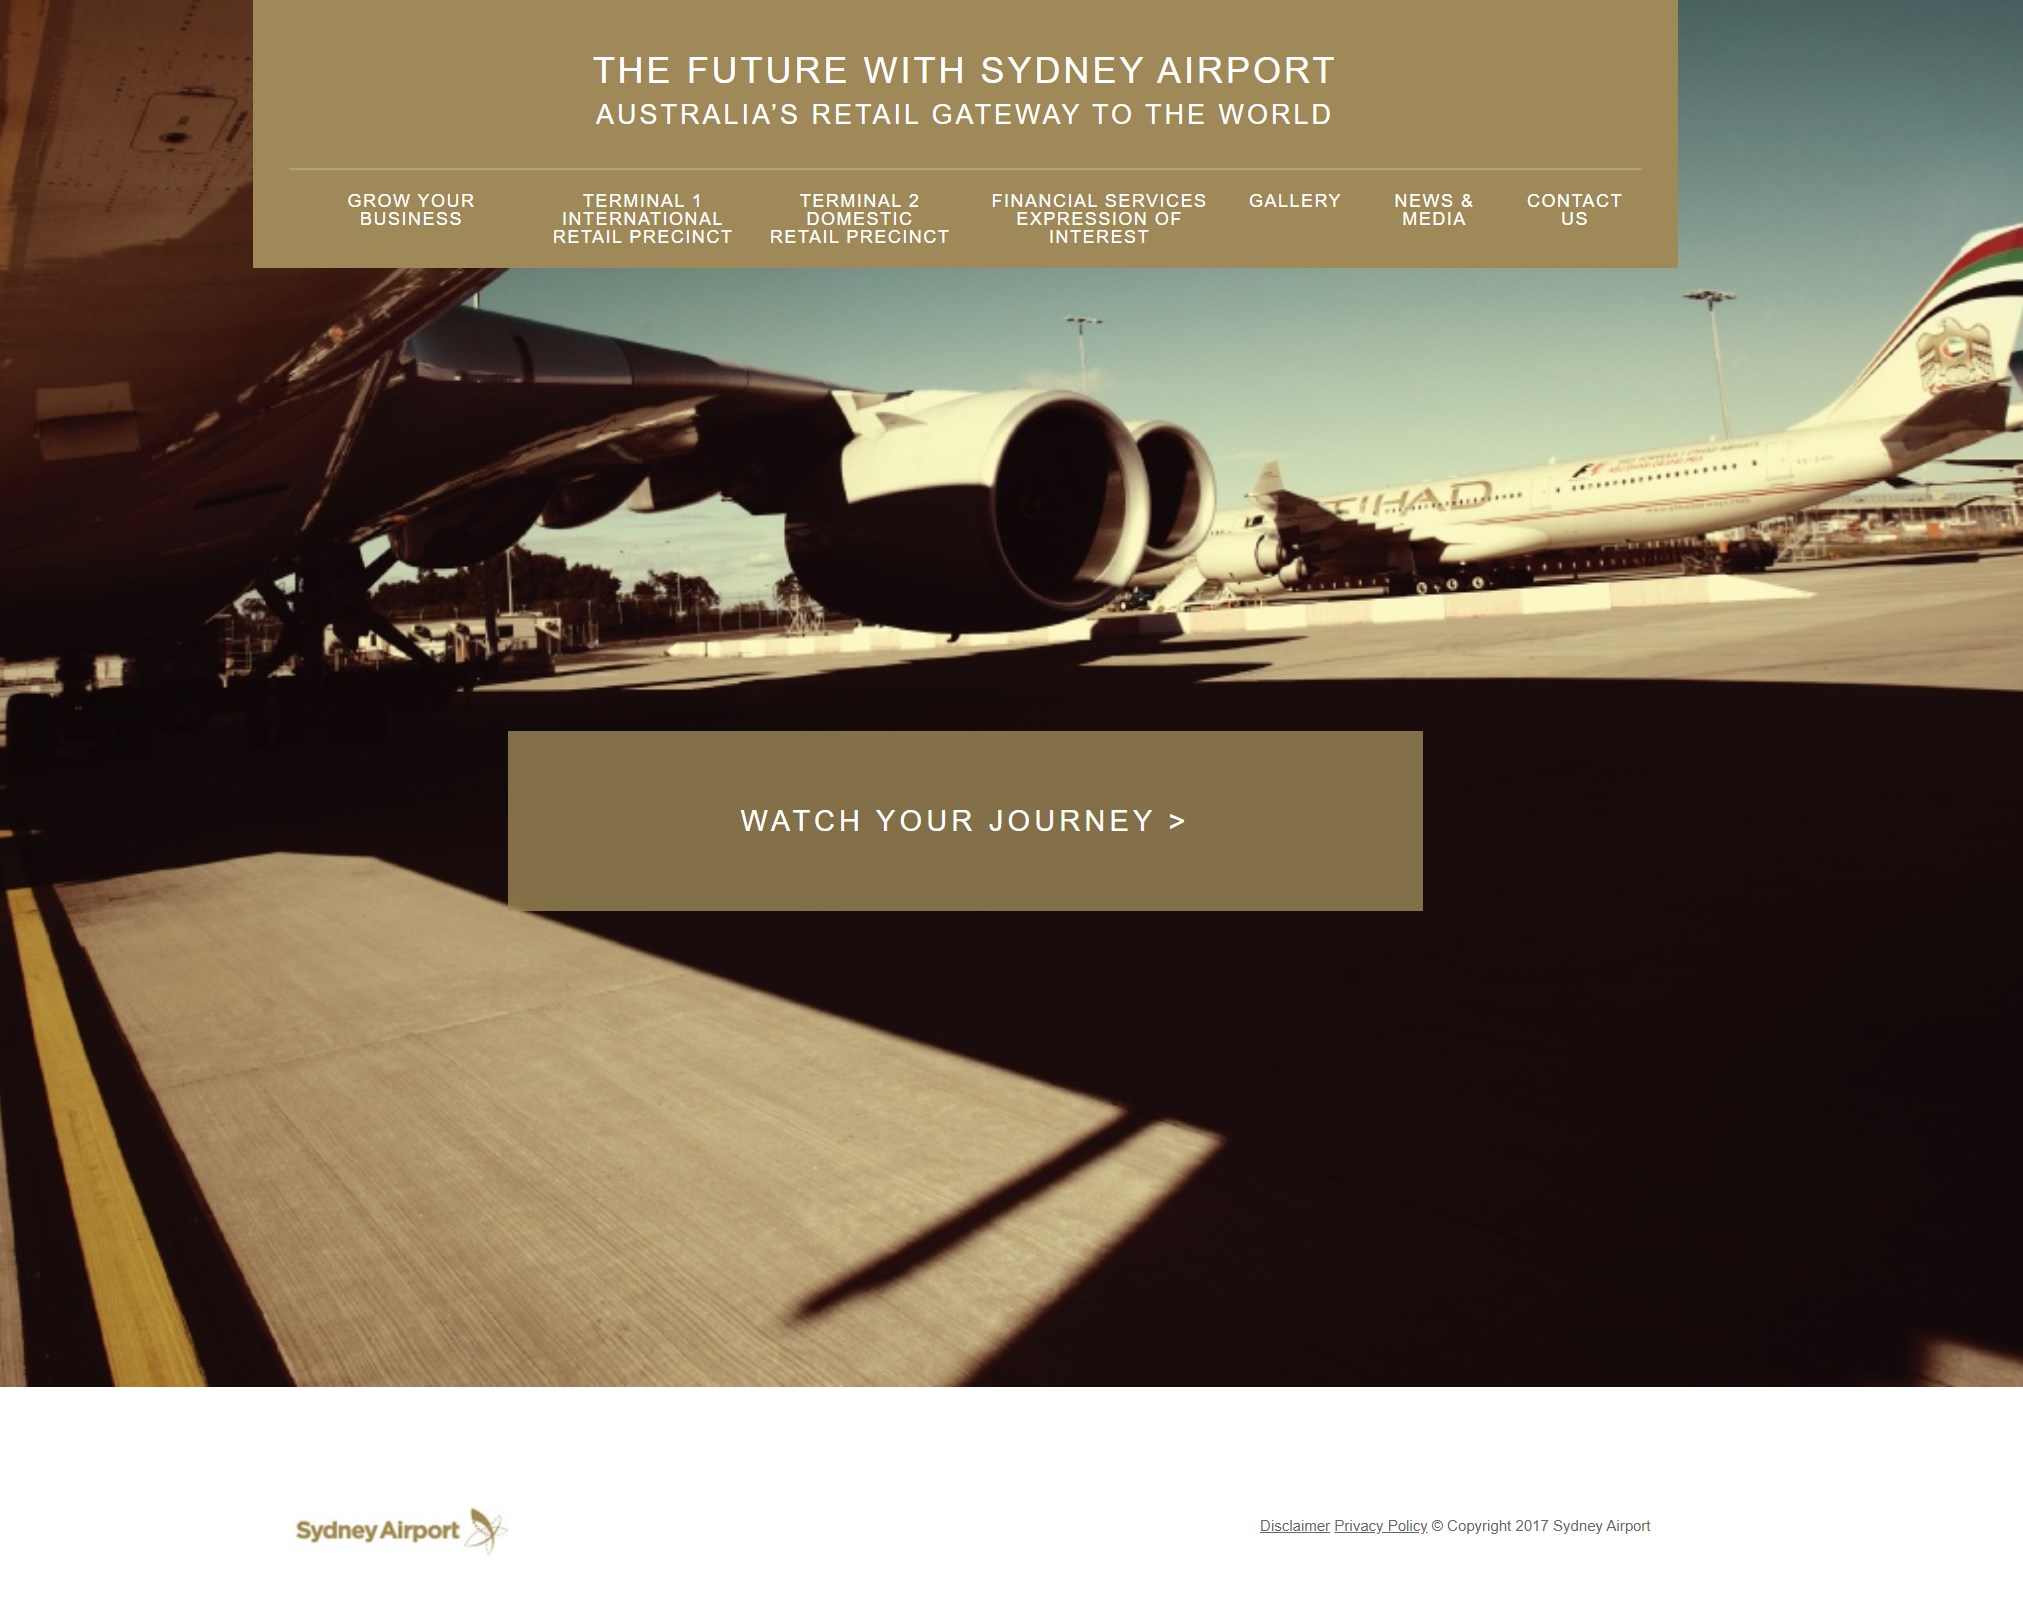 THE FUTURE WITH SYDNEY AIRPORT
AUSTRALIA’S RETAIL GATEWAY TO THE WORLD
GROW YOUR
BUSINESS
TERMINAL 1
INTERNATIONAL
RETAIL PRECINCT
TERMINAL 2
DOMESTIC
RETAIL PRECINCT
FINANCIAL SERVICES
EXPRESSION OF
INTEREST
GALLERY
NEWS &
MEDIA
CONTACT
US
TIHAD
WATCH YOUR JOURNEY >
Sydney Airport
Disclaimer Privacy Policy © Copyright 2017 Sydney Airport